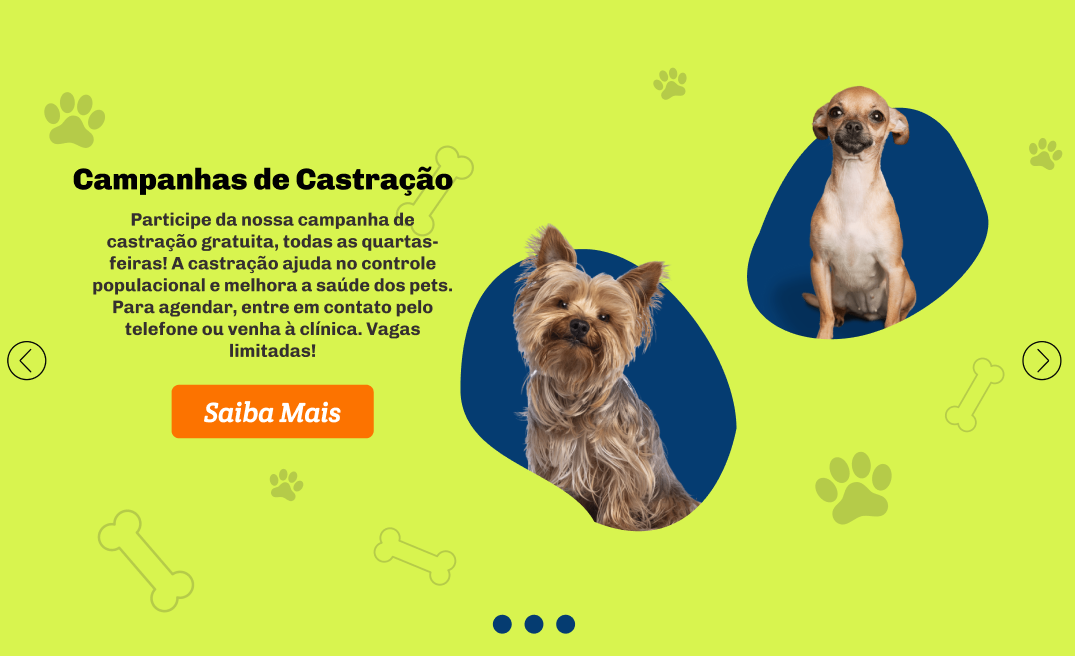 Campanhas de Castração
Participe da nossa campanha de
castração gratuita, todas as quartas-
feiras! A castração ajuda no controle
populacional e melhora a saúde dos pets.
Para agendar, entre em contato pelo
telefone ou venha à clínica. Vagas
limitadas!
Saiba Mais